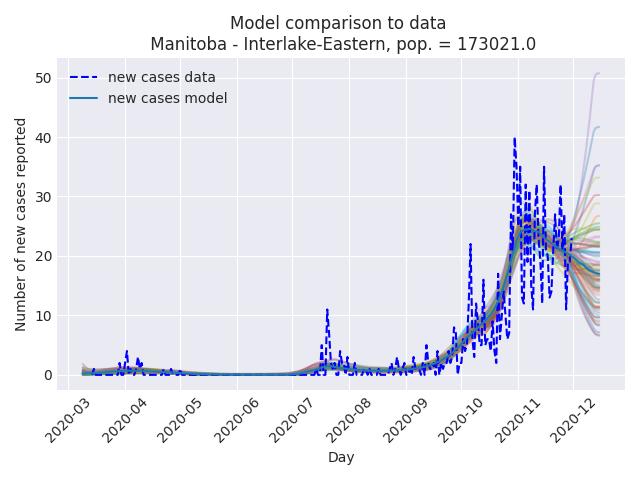 Model comparison to data
Manitoba - Interlake-Eastern, pop. = 173021.0
new cases data
new cases model
Number of new cases reported
50
40
30
20
10
0
2020-03
2020-04
2020-05
2020-06
2020-07
2020-08
2020-09
2020-10
2020-11
2020-12
Day